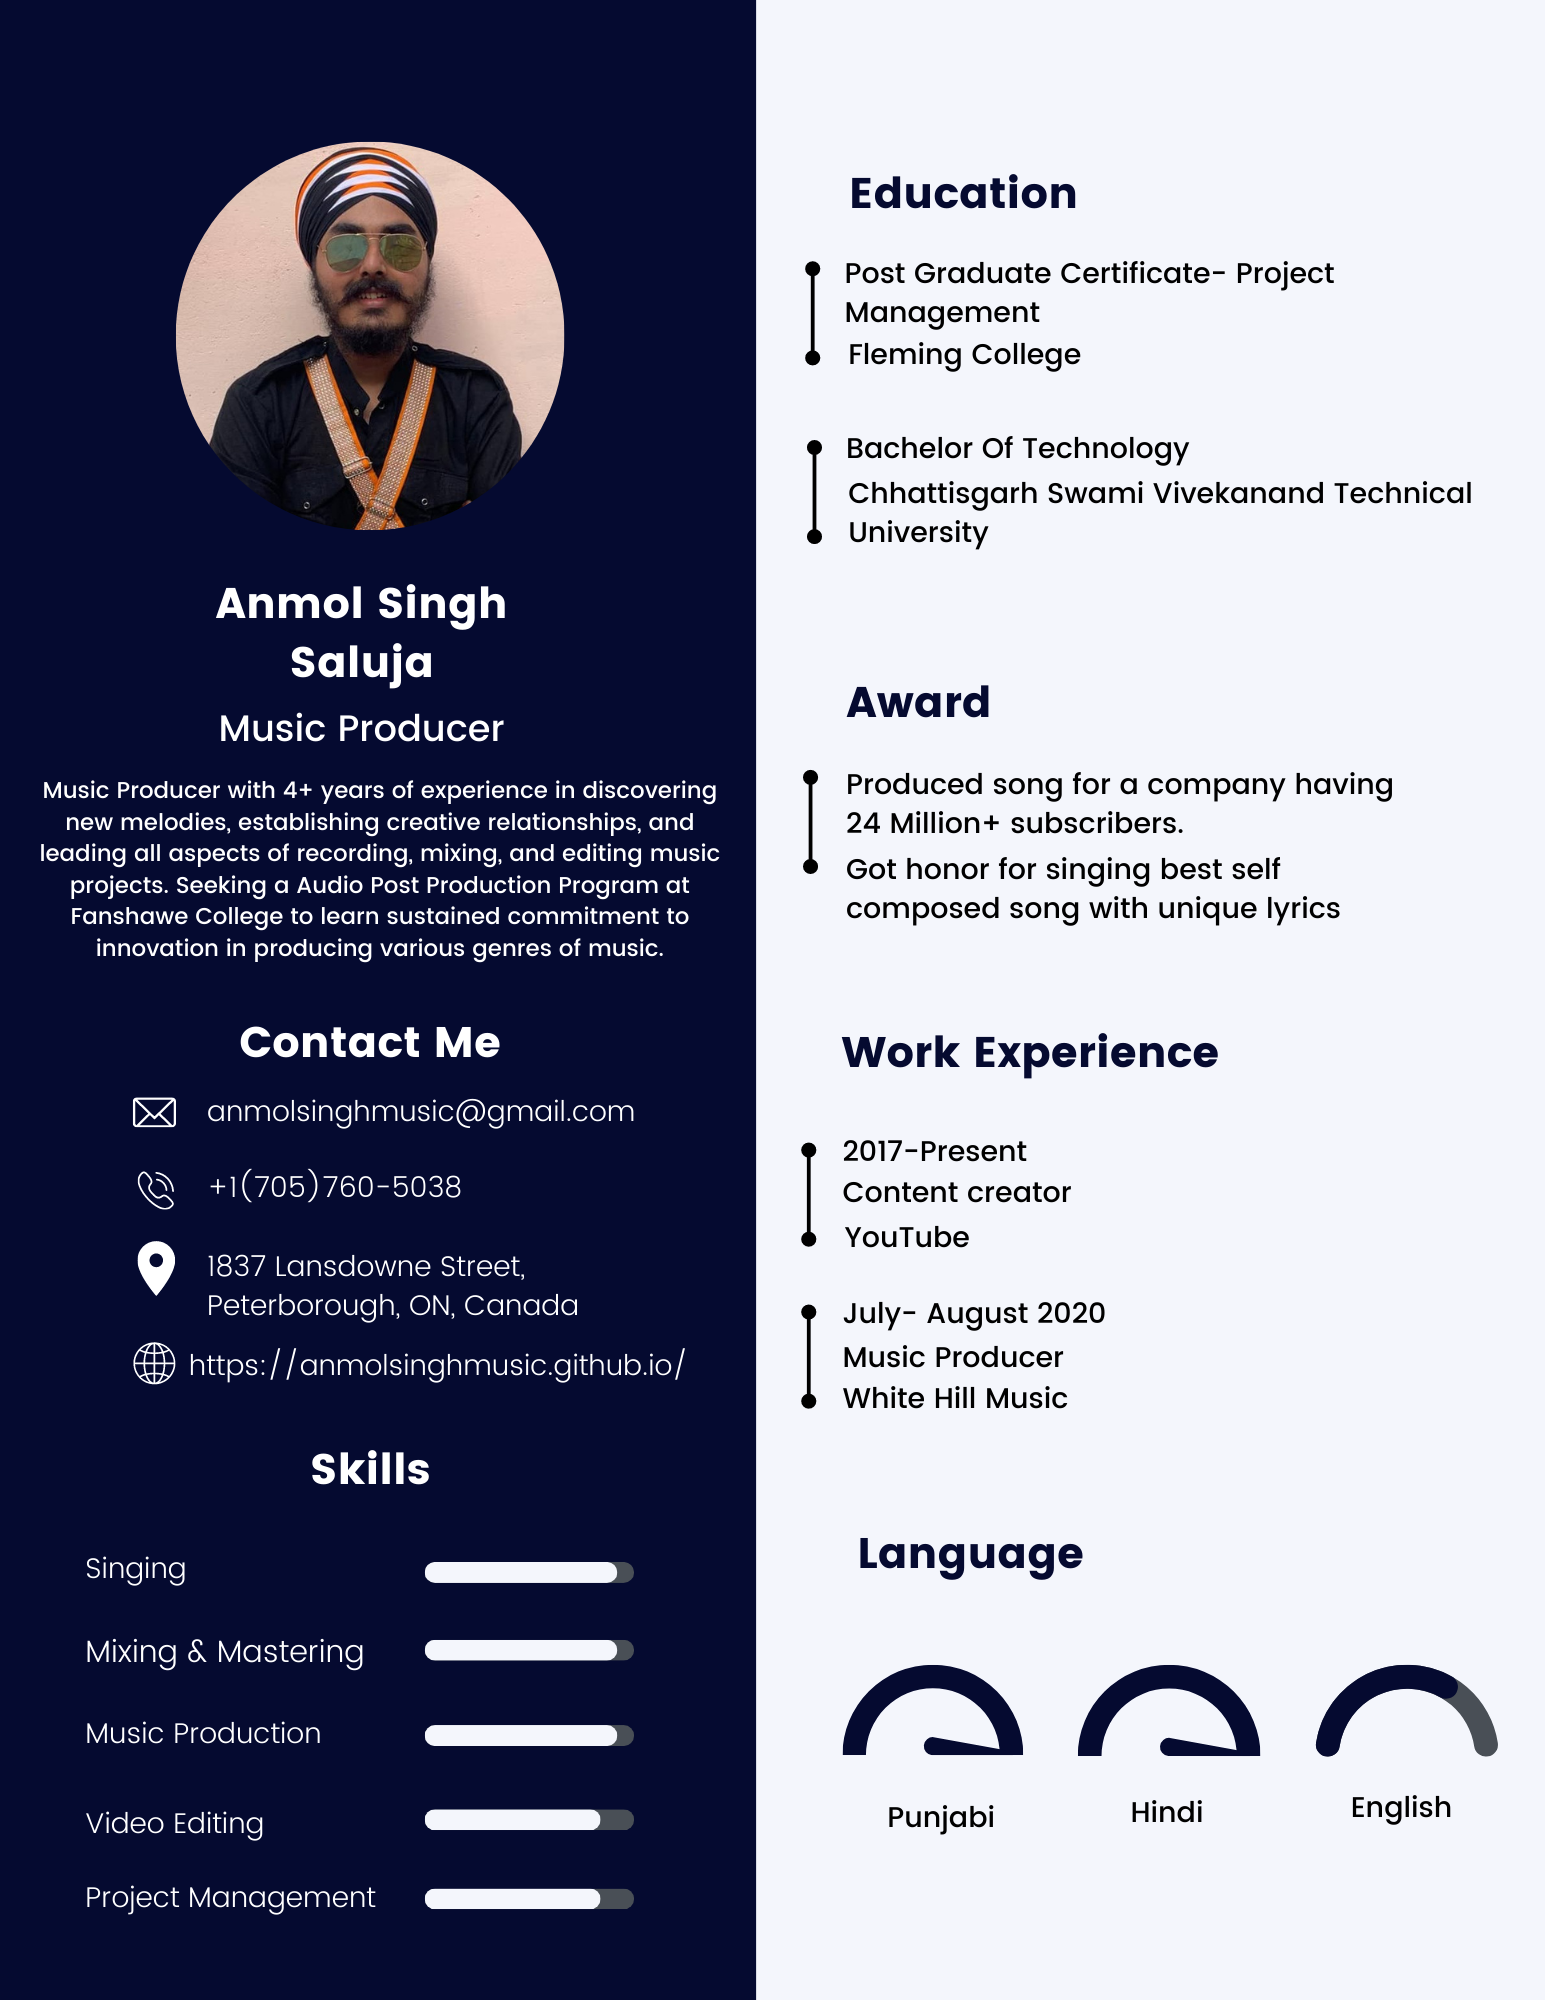 Anmol Singh
Saluja
Music Producer
Music Producer with 4+ years of experience in discovering
new melodies, establishing creative relationships, and
leading all aspects of recording, mixing, and editing music
projects. Seeking a Audio Post Production Program at
Fanshawe College to learn sustained commitment to
innovation in producing various genres of music.
Contact Me
anmolsinghmusic@gmail.com
+1(705)760-5038
1837 Lansdowne Street,
Peterborough, ON, Canada
https://anmolsinghmusic.github.io/
Skills
Singing
Mixing & Mastering
Music Production
Video Editing
Project Management
Education
Post Graduate Certificate- Project
Management
Fleming College
Bachelor Of Technology
Chhattisgarh Swami Vivekanand Technical
University
Award
Produced song for a company having
24 Million+ subscribers.
Got honor for singing best self
composed song with unique lyrics
Work Experience
2017-Present
Content creator
YouTube
July- August 2020
Music Producer
White Hill Music
Language
Punjabi
Hindi
English